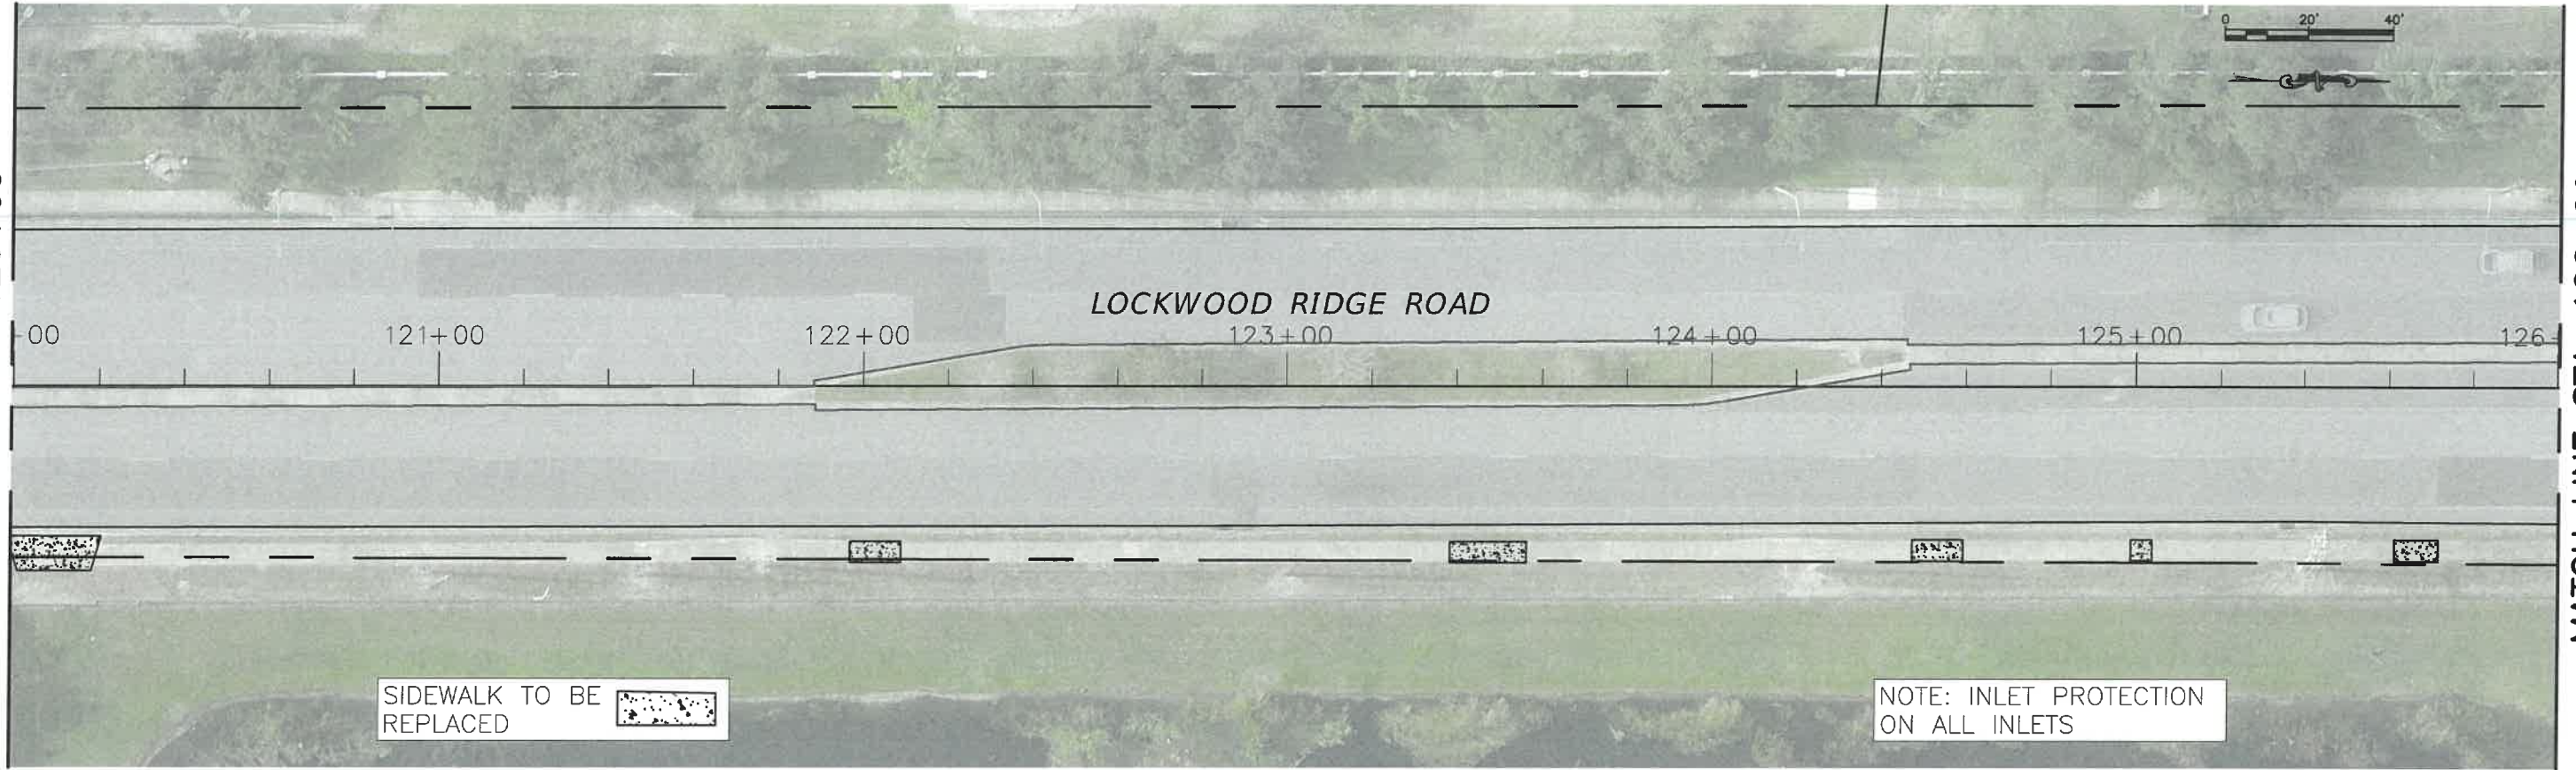 0 20' 40'
LOCKWOOD RIDGE ROAD
+00 121+00 122+00 123+00 124+00 125+00 126+
SIDEWALK TO BE
REPLACED
NOTE: INLET PROTECTION
ON ALL INLETS